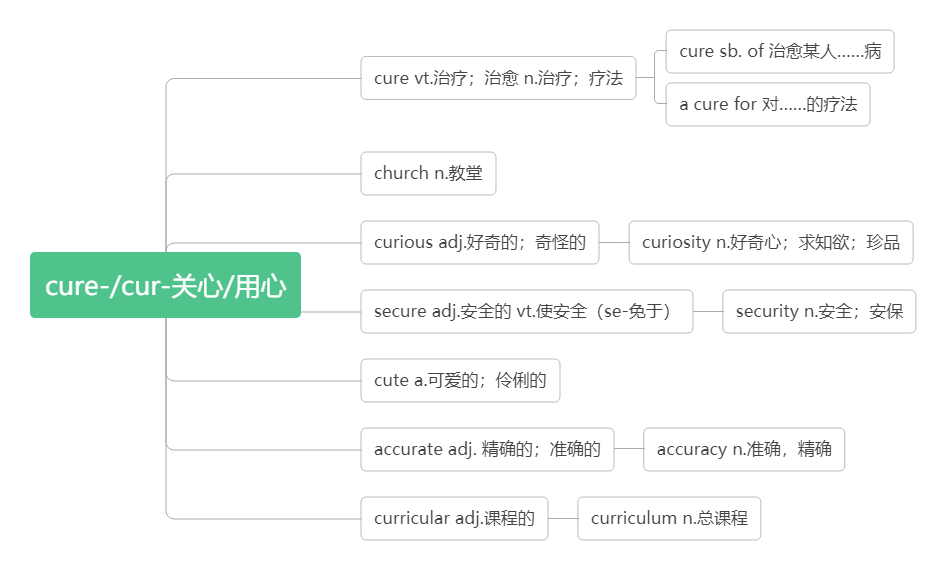 cure-/cur-关心/用心
cure vt.治疗；治愈 n.治疗；疗法
cure sb. of 治愈某人……病
a cure for 对……的疗法
church n.教堂
curious adj.好奇的；奇怪的
curiosity n.好奇心；求知欲；珍品
secure adj.安全的 vt.使安全（se-免于）
security n.安全；安保
cute a.可爱的；伶俐的
accurate adj. 精确的；准确的
accuracy n.准确，精确
curricular adj.课程的
curriculum n.总课程